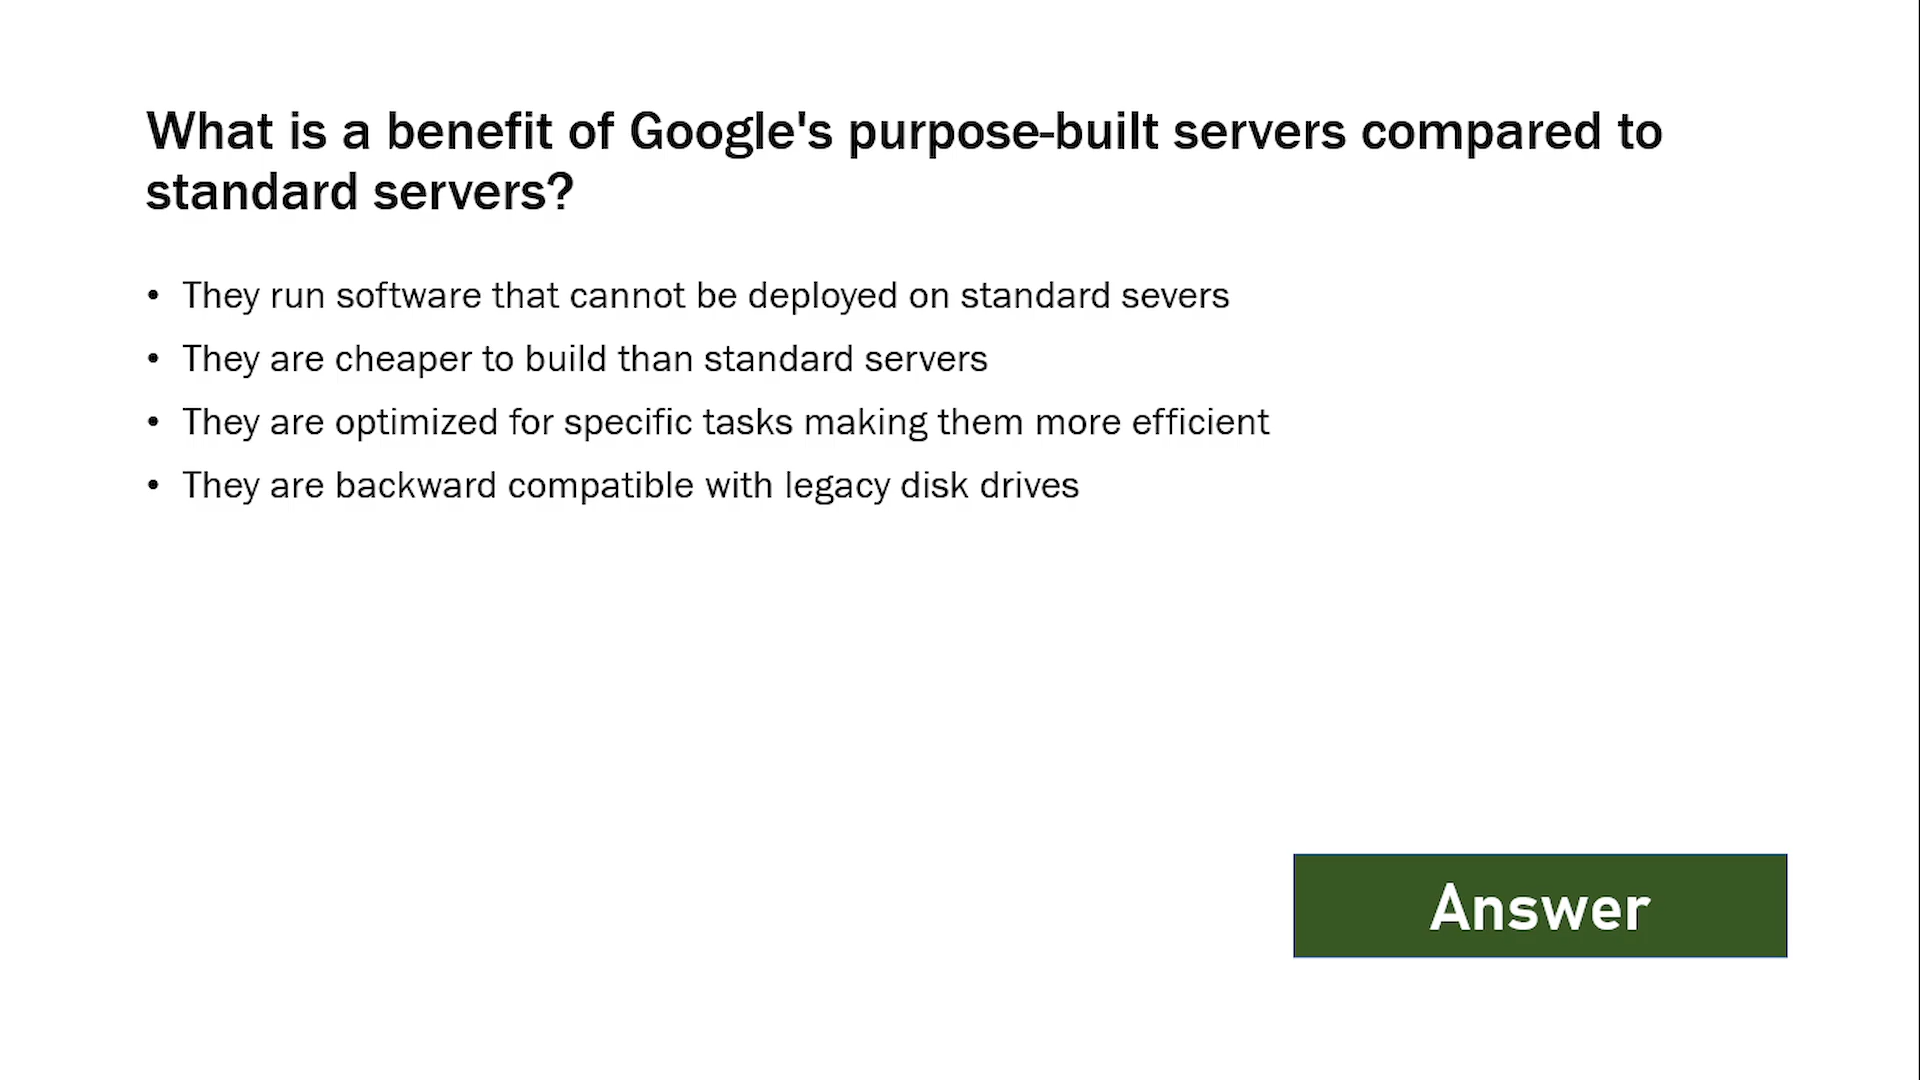 What is a benefit of Google's purpose-built servers compared to
standard servers?
• They run software that cannot be deployed on standard severs
• They are cheaper to build than standard servers
• They are optimized for specific tasks making them more efficient
• They are backward compatible with legacy disk drives
Answer